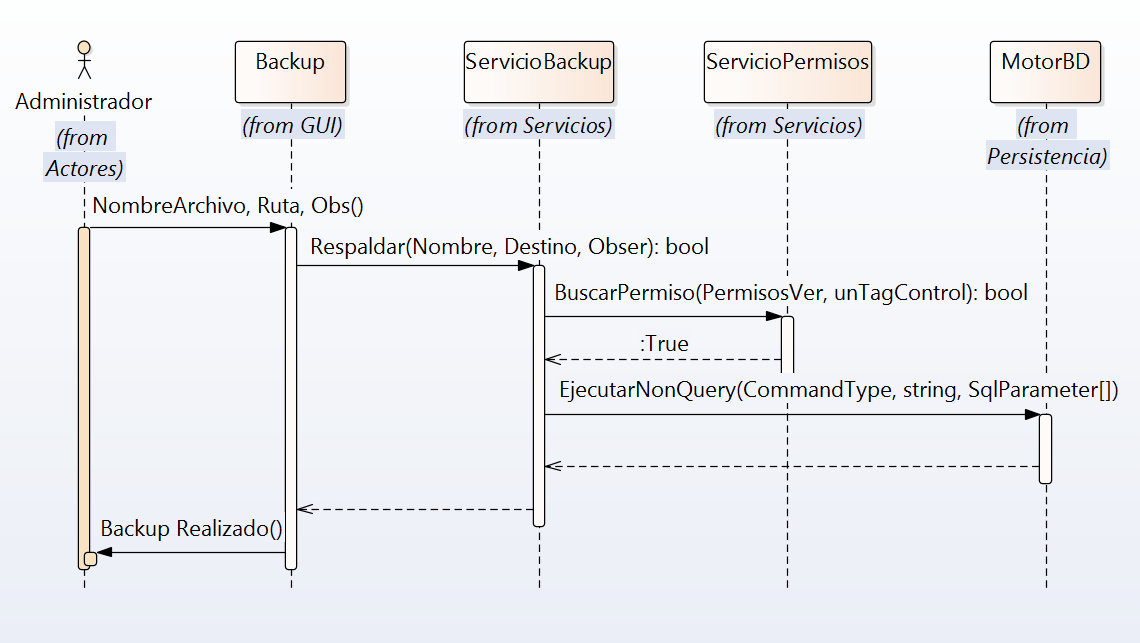 Backup
ServicioBackup
ServicioPermisos
MotorBD
Administrador
(from GUI)
(from Servicios)
(from Servicios)
(from
Persistencia)
(from
Actores)
NombreArchivo, Ruta, Obs()
Respaldar(Nombre, Destino, Obser): bool
BuscarPermiso(PermisosVer, unTagControl): bool
:True
EjecutarNonQuery(CommandType, string, SqlParameter[])
Backup Realizado()